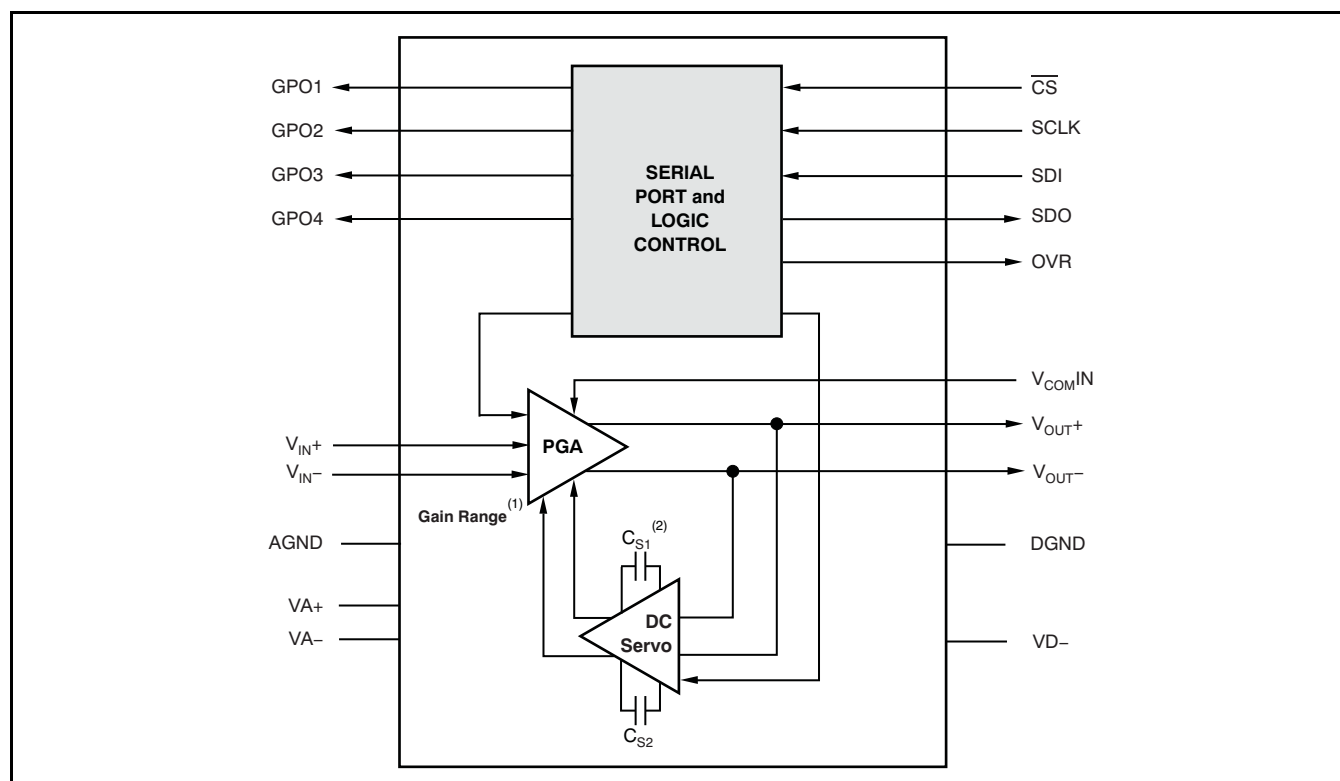 GPO1
GPO2
GPO3
GPO4
SERIAL
PORT and
LOGIC
CONTROL
C̅S̅
SCLK
SDI
SDO
OVR
VCOMIN
VOUT+
VOUT−
VIN+
VIN−
PGA
Gain Range(1)
AGND
VA+
VA−
CS1(2)
DC
Servo
CS2
DGND
VD−